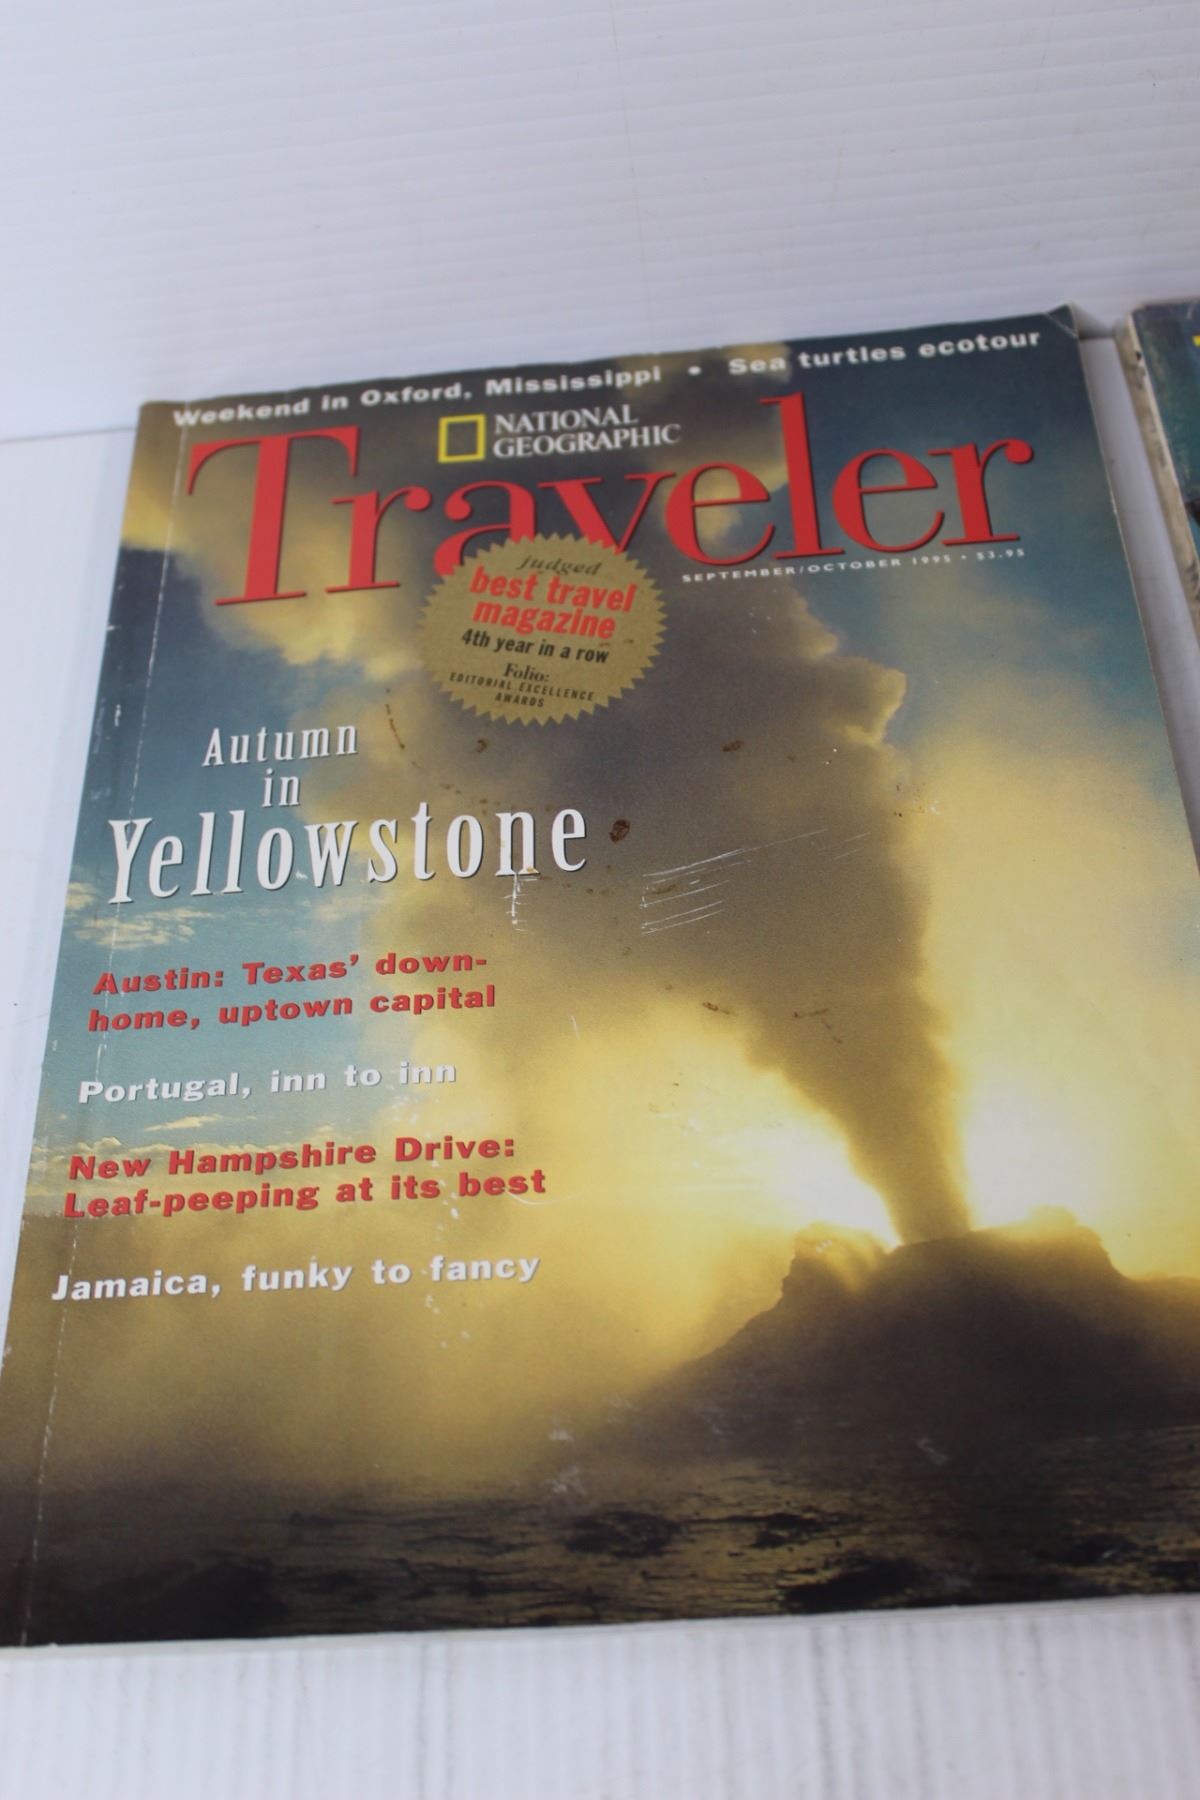 Weekend in Oxford, Mississippi • Sea turtles ecotour
NATIONAL
GEOGRAPHIC
Traveler
SEPTEMBER/OCTOBER 1995 • $3.95
judged
best travel
magazine
4th year in a row
Folio:
EDITORIAL EXCELLENCE
AWARDS
Autumn
in
Yellowstone
Austin: Texas' down-
home, uptown capital
Portugal, inn to inn
New Hampshire Drive:
Leaf-peeping at its best
Jamaica, funky to fancy